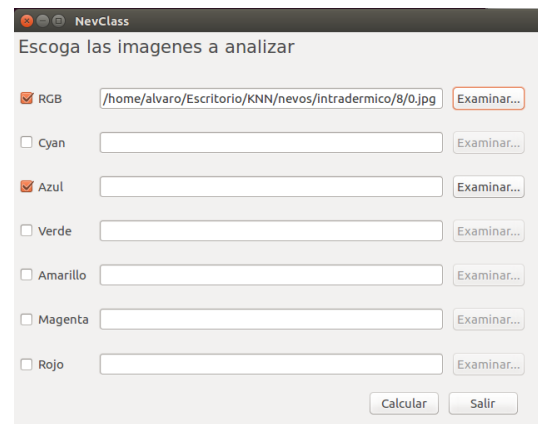 NevClass
Escoga las imagenes a analizar
RGB /home/alvaro/Escritorio/KNN/nevos/intradermico/8/0.jpg Examinar...
Cyan Examinar...
Azul Examinar...
Verde Examinar...
Amarillo Examinar...
Magenta Examinar...
Rojo Examinar...
Calcular Salir